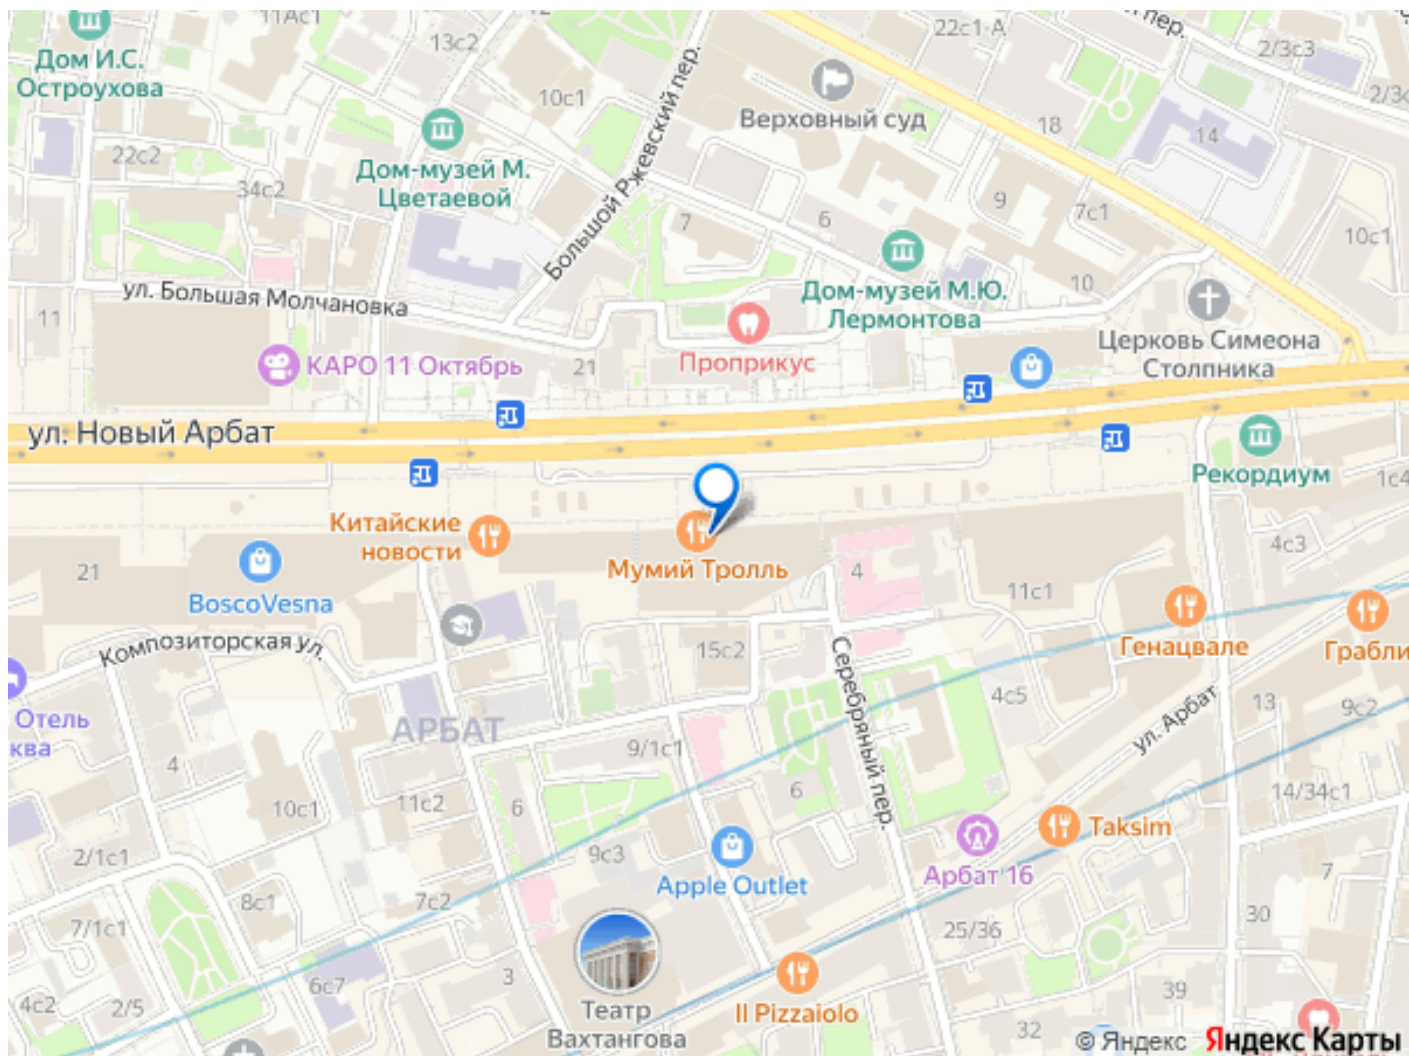 11Ас1
12
13с2
22с1-А
пер.
2/3с3
Дом И.С.
Остроухова
10с1
Верховный суд
18
14
2/3с
22с2
34с2
Дом-музей М.
Цветаевой
Большой Ржевский пер.
7
6
9
7с1
10с1
ул. Большая Молчановка
Дом-музей М.Ю.
Лермонтова
10
11
КАРО 11 Октябрь
21
Проприкус
Церковь Симеона
Столпника
ул. Новый Арбат
Рекордиум
1с4
Китайские
новости
Мумий Тролль
4
4с3
21
BoscoVesna
11с1
Генацвале
Грабли
Композиторская ул.
15с2
Серебряный пер.
4с5
ул. Арбат
13
9с2
Отель
ква
АРБАТ
4
9/1с1
10с1
11с2
6
6
14/34с1
Taksim
2/1с1
9с3
Apple Outlet
Арбат 16
7
8с1
7с2
7/1с1
25/36
30
3
6с7
4с2
2/5
Театр
Вахтангова
Il Pizzaiolo
39
32
© Яндекс Яндекс Карты